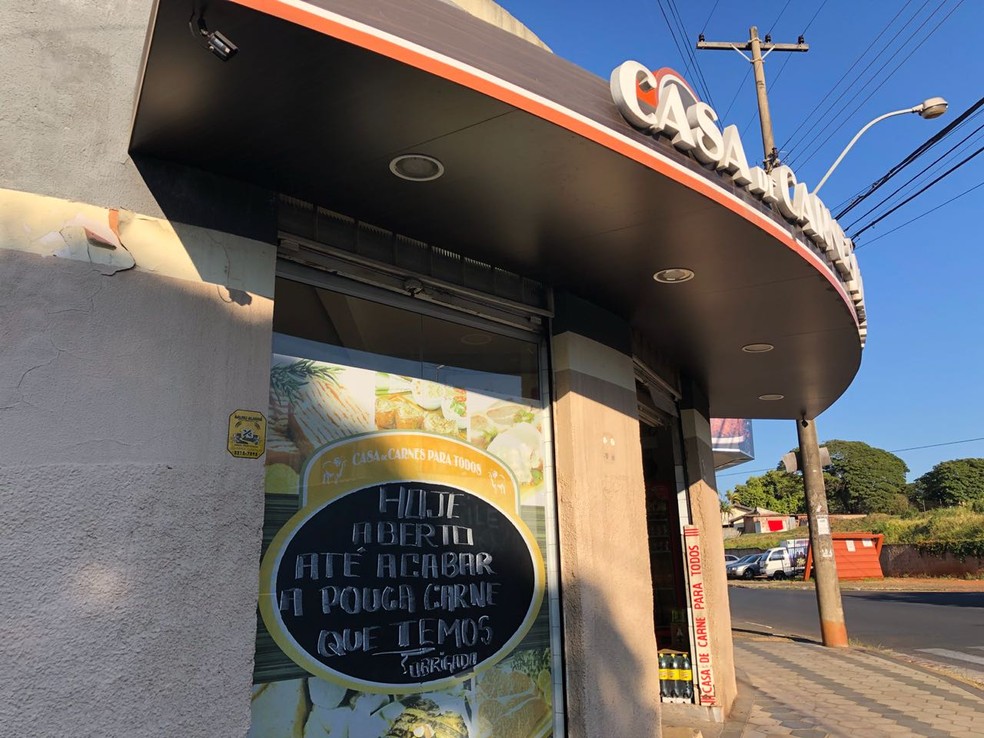 CASA DE CARNES
CASA DE CARNES PARA TODOS
HOJE
ABERTO
ATÉ ACABAR
A POUCA CARNE
QUE TEMOS
OBRIGADA
CASA DE CARNE PARA TODOS